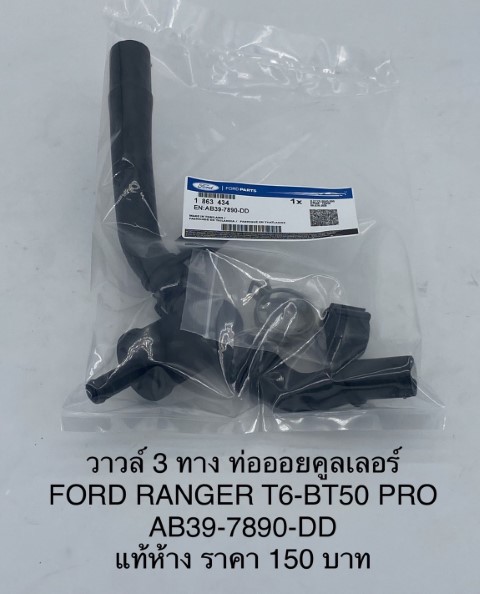 Ford
FORDPARTS
1 863 434
1x
EN:AB39-7890-DD
วาวล์ 3 ทาง ท่อออยคูลเลอร์
FORD RANGER T6-BT50 PRO
AB39-7890-DD
แท้ห้าง ราคา 150 บาท